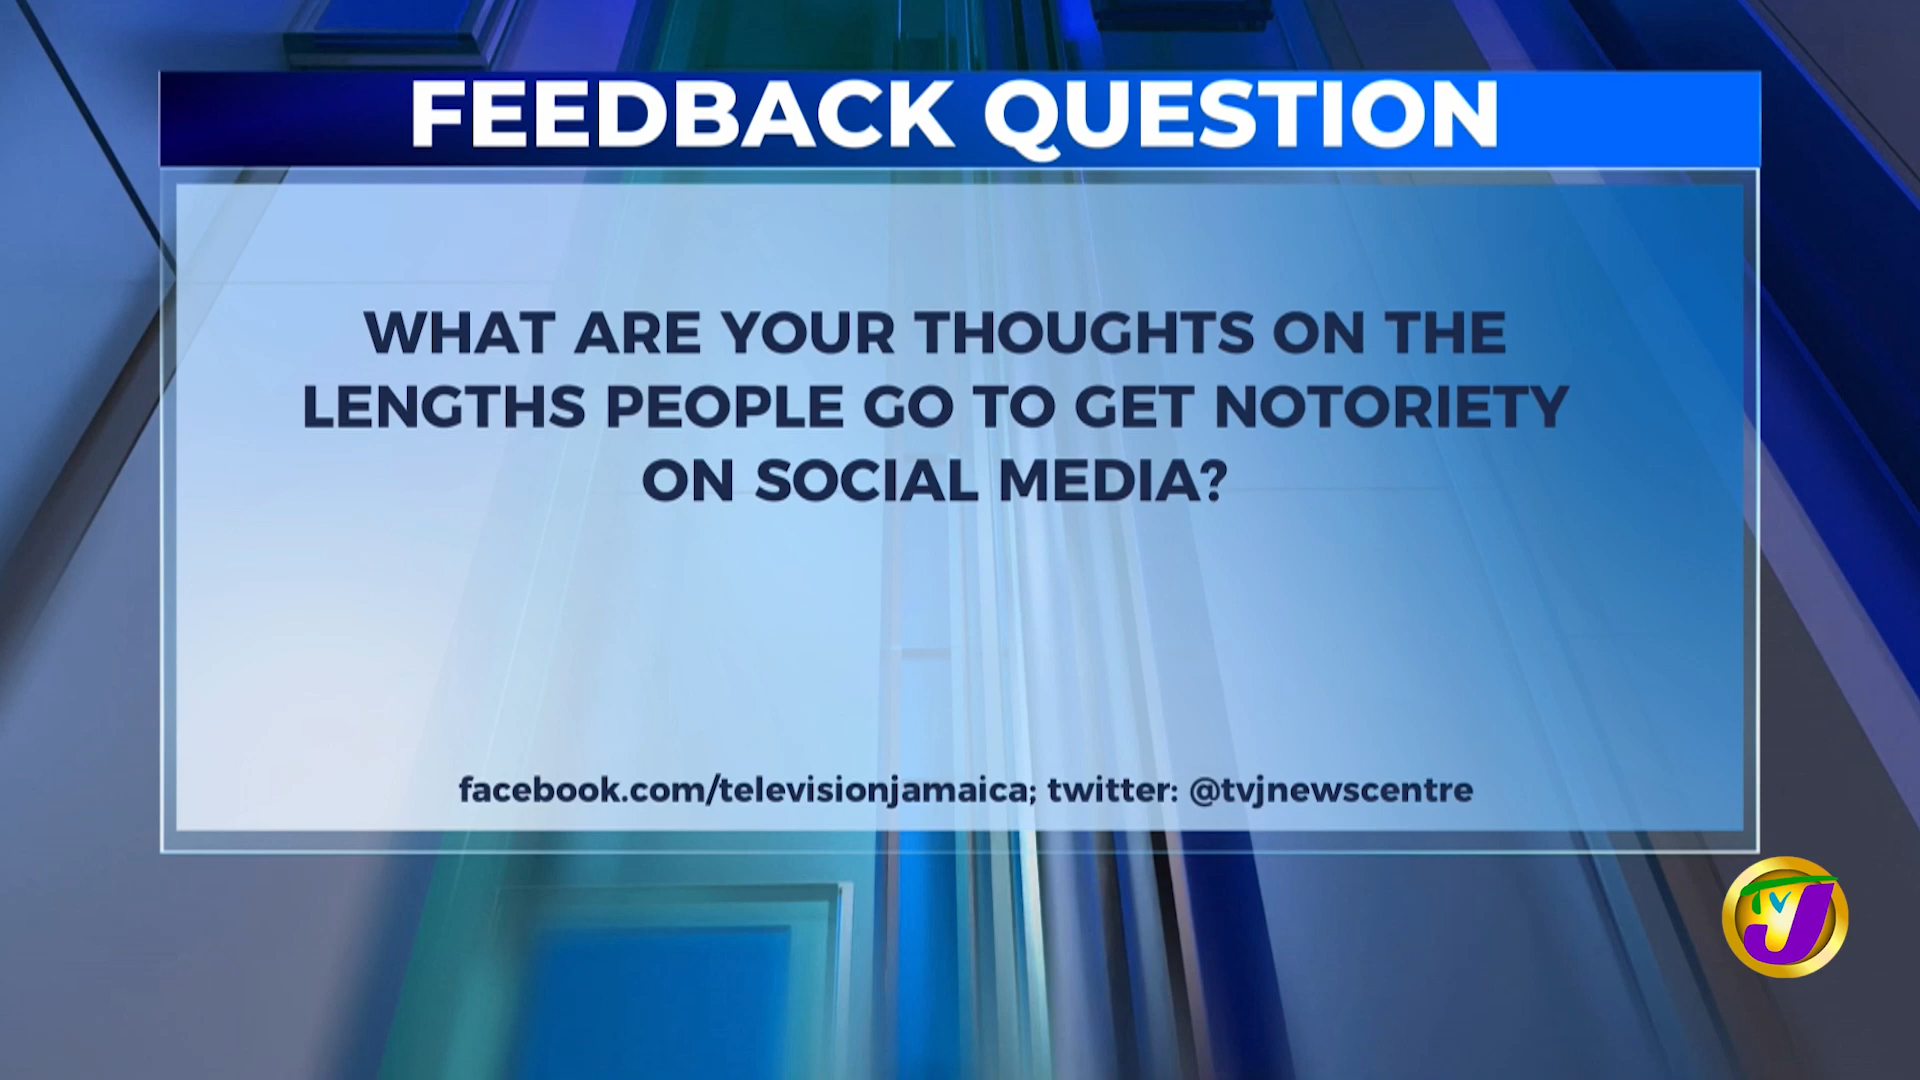 FEEDBACK QUESTION
WHAT ARE YOUR THOUGHTS ON THE
LENGTHS PEOPLE GO TO GET NOTORIETY
ON SOCIAL MEDIA?
facebook.com/televisionjamaica; twitter: @tvjnewscentre
TVJ